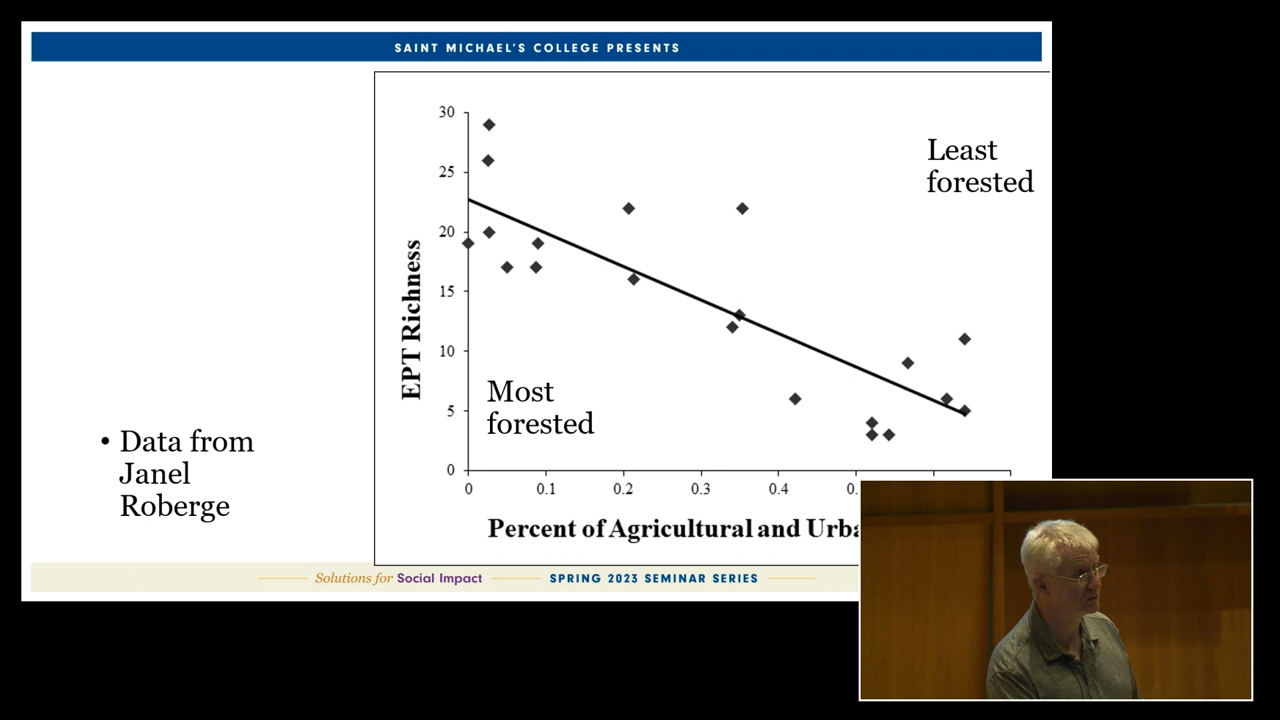 SAINT MICHAEL'S COLLEGE PRESENTS
30
25
20
15
10
5
0
EPT Richness
Least
forested
Most
forested
0
0.1
0.2
0.3
0.4
0.
Percent of Agricultural and Urba
• Data from
Janel
Roberge
Solutions for Social Impact
SPRING 2023 SEMINAR SERIES